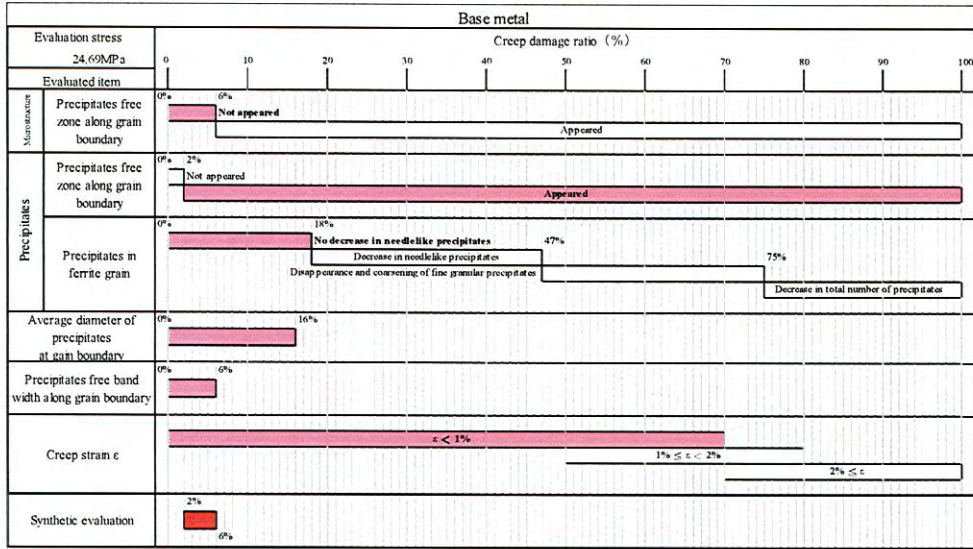 Base metal
Evaluation stress
24.69MPa
Creep damage ratio (%)
0 10 20 30 40 50 60 70 80 90 100
Evaluated item
Microstructure
Precipitates free
zone along grain
boundary
0% 6%
Not appeared
Appeared
Precipitates
Precipitates free
zone along grain
boundary
0% 2%
Not appeared
Appeared
Precipitates in
ferrite grain
0% 18% 47% 75%
No decrease in needlelike precipitates
Decrease in needlelike precipitates
Disappearance and coarsening of fine granular precipitates
Decrease in total number of precipitates
Average diameter of
precipitates
at gain boundary
0% 16%
Precipitates free band
width along grain boundary
0% 6%
Creep strain ε
ε < 1%
1% ≤ ε < 2%
2% ≤ ε
Synthetic evaluation
2%
6%